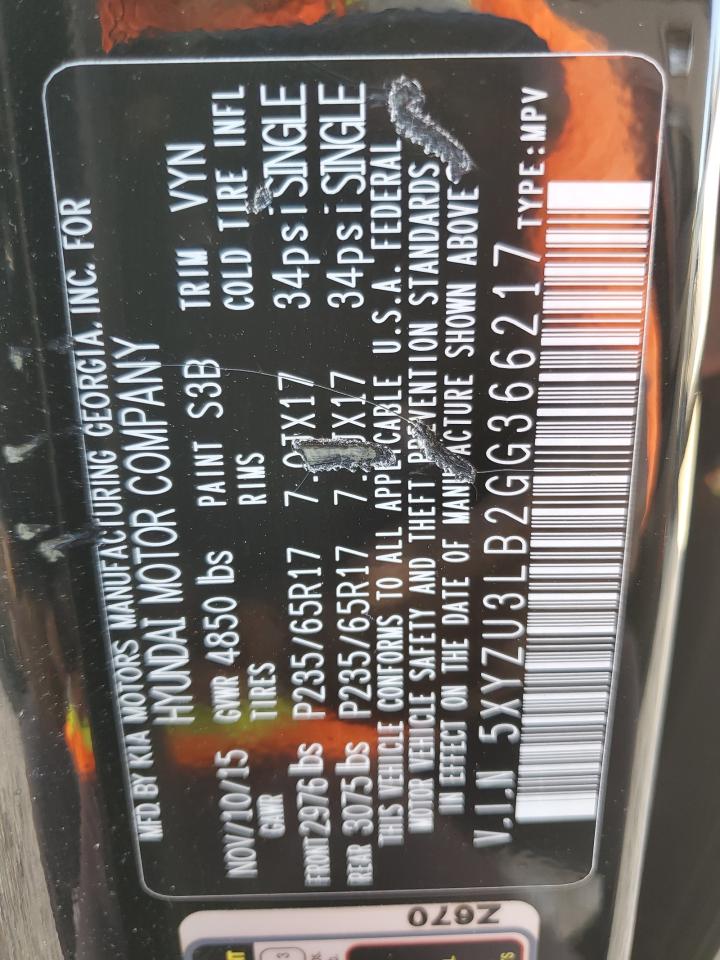 MFD. BY KIA MOTORS MANUFACTURING GEORGIA. INC. FOR
HYUNDAI MOTOR COMPANY
NOV/10/15 GVWR 4850 lbs PAINT S3B TRIM VYN
GAWR TIRES RIMS COLD TIRE INFL
FRONT 2976 lbs P235/65R17 7.0JX17 34psi SINGLE
REAR 3075 lbs P235/65R17 7. JX17 34psi SINGLE
THIS VEHICLE CONFORMS TO ALL APPLICABLE U.S.A. FEDERAL
MOTOR VEHICLE SAFETY AND THEFT PREVENTION STANDARDS
IN EFFECT ON THE DATE OF MANUFACTURE SHOWN ABOVE
V.I.N 5XYZU3LB2GG366217 TYPE:MPV
Z670
3